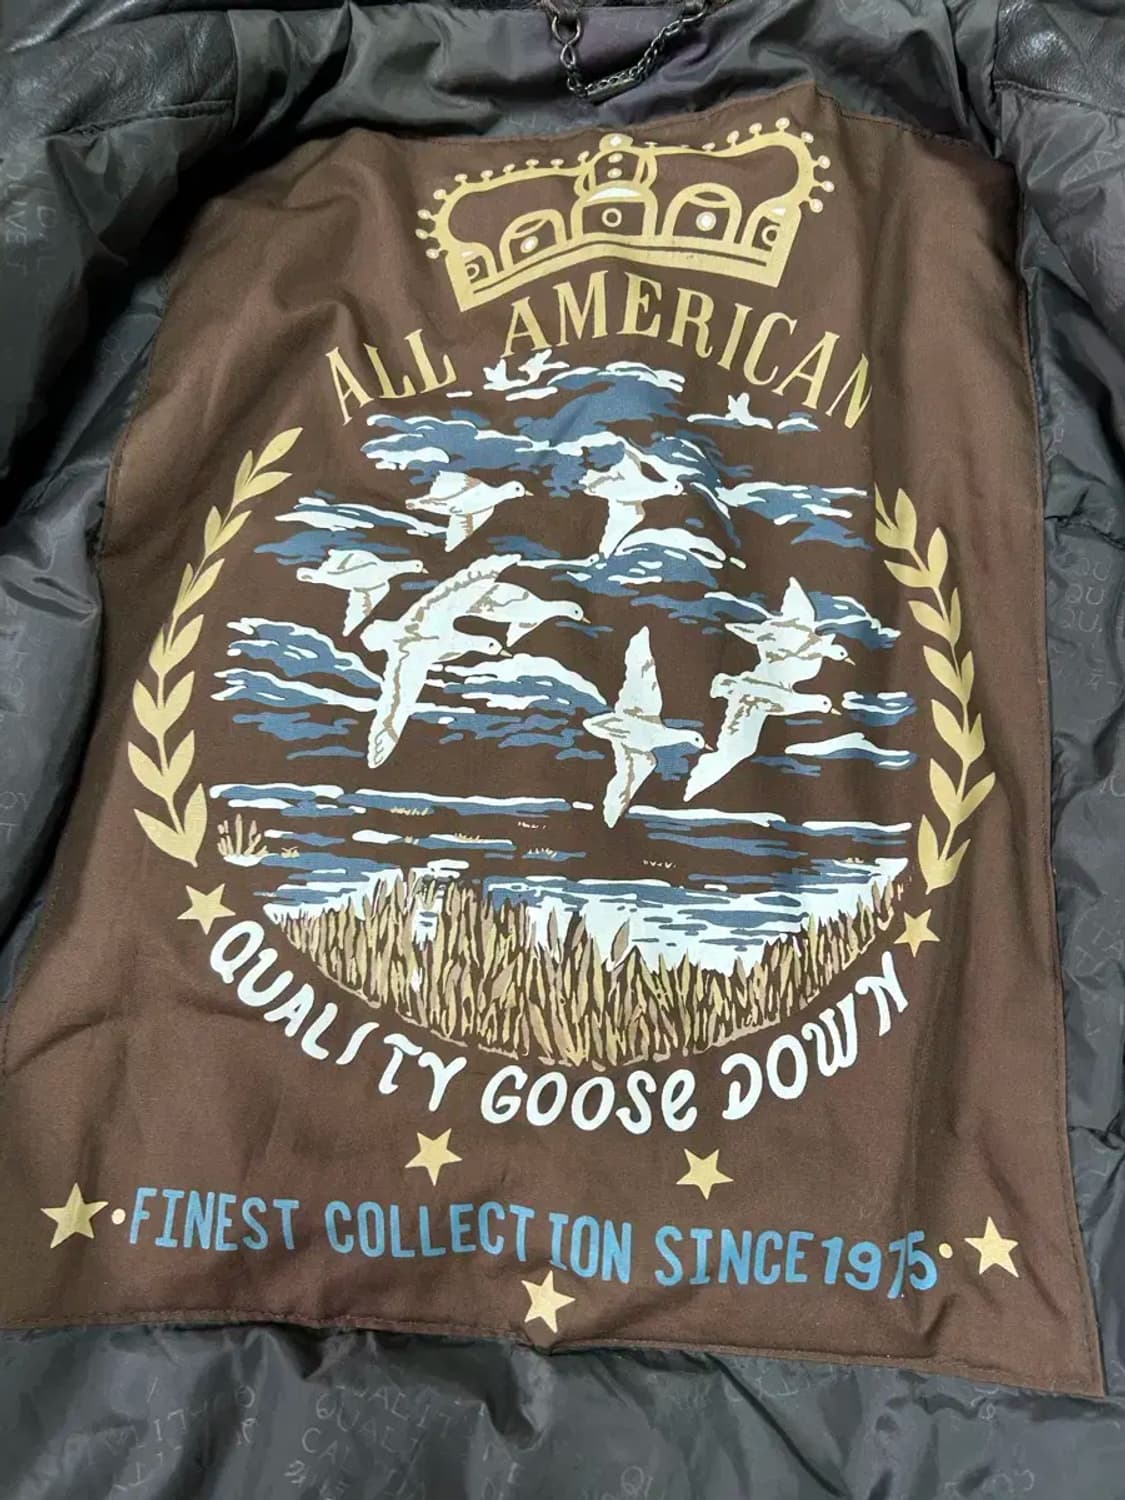 ALL AMERICAN
QUALITY GOOSE DOWN
FINEST COLLECTION SINCE 1975